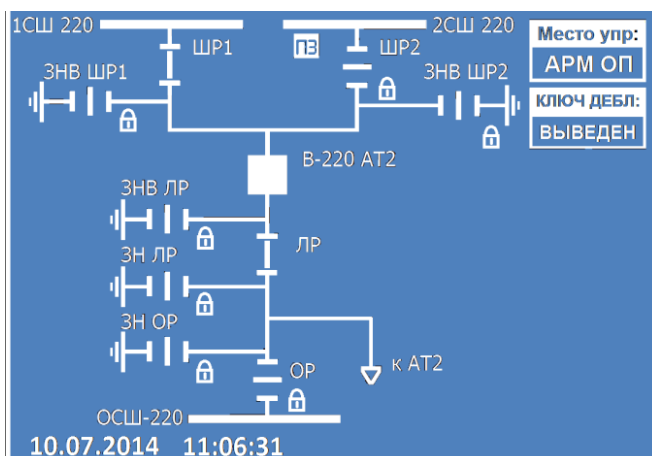 1СШ 220
2СШ 220
Место упр:
АРМ ОП
ШР1
ПЗ
ШР2
ЗНВ ШР1
ЗНВ ШР2
КЛЮЧ ДЕБЛ:
ВЫВЕДЕН
В-220 АТ2
ЗНВ ЛР
ЛР
ЗН ЛР
ЗН ОР
ОР
к АТ2
ОСШ-220
10.07.2014 11:06:31